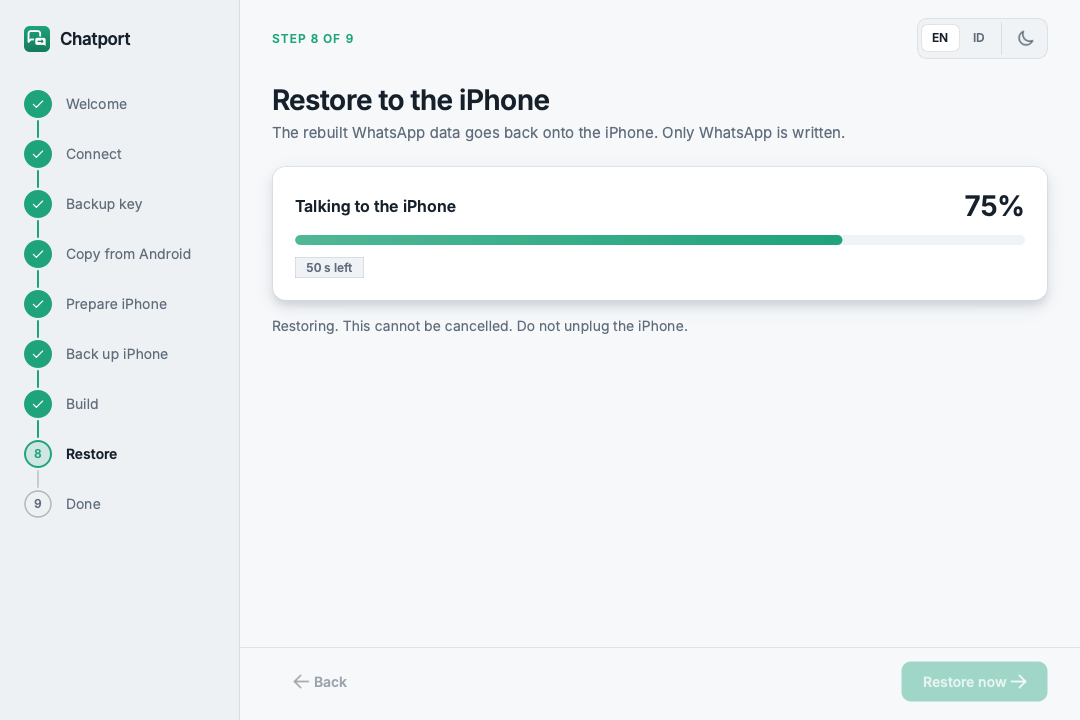 Chatport
Welcome
Connect
Backup key
Copy from Android
Prepare iPhone
Back up iPhone
Build
8 Restore
9 Done
STEP 8 OF 9
EN ID
Restore to the iPhone
The rebuilt WhatsApp data goes back onto the iPhone. Only WhatsApp is written.
Talking to the iPhone 75%
50 s left
Restoring. This cannot be cancelled. Do not unplug the iPhone.
Back Restore now